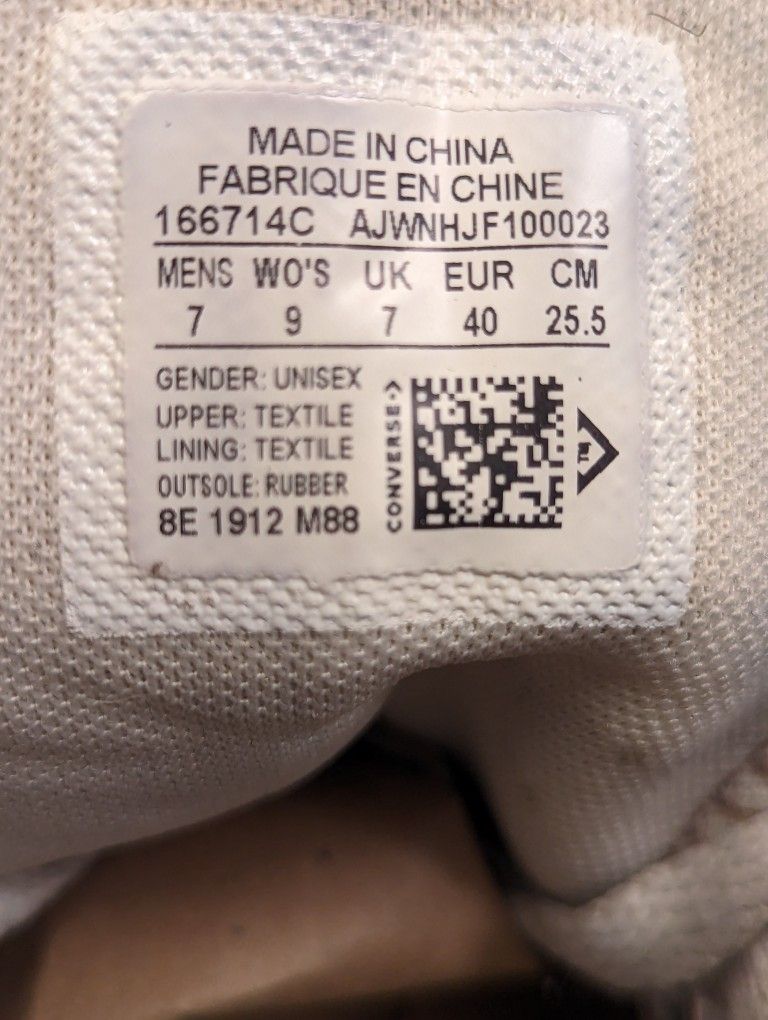 MADE IN CHINA
FABRIQUE EN CHINE
166714C AJWNHJF100023
MENS WO'S UK EUR CM
7 9 7 40 25.5
GENDER: UNISEX
UPPER: TEXTILE
LINING: TEXTILE
OUTSOLE: RUBBER
8E 1912 M88
CONVERSE->
TM